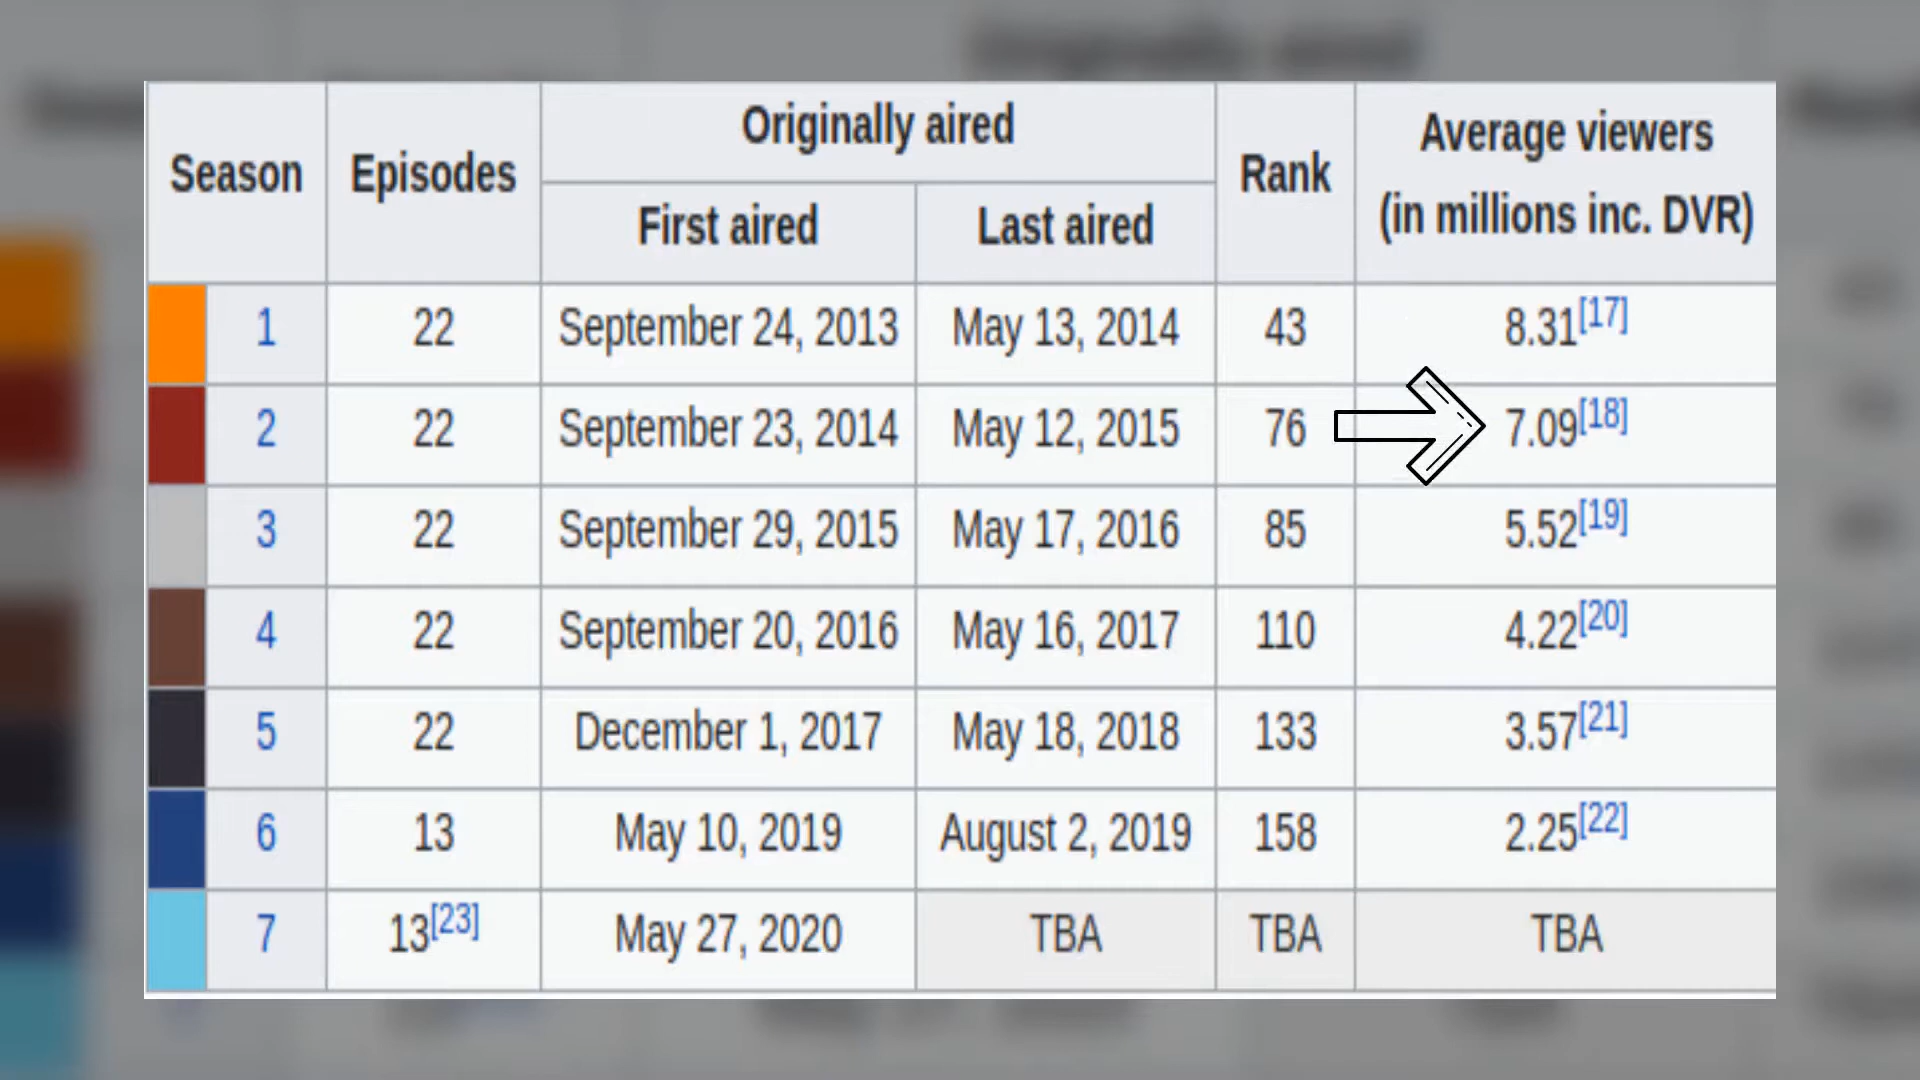 Season Episodes Originally aired Rank Average viewers
(in millions inc. DVR)
First aired Last aired
1 22 September 24, 2013 May 13, 2014 43 8.31[17]
2 22 September 23, 2014 May 12, 2015 76 7.09[18]
3 22 September 29, 2015 May 17, 2016 85 5.52[19]
4 22 September 20, 2016 May 16, 2017 110 4.22[20]
5 22 December 1, 2017 May 18, 2018 133 3.57[21]
6 13 May 10, 2019 August 2, 2019 158 2.25[22]
7 13[23] May 27, 2020 TBA TBA TBA